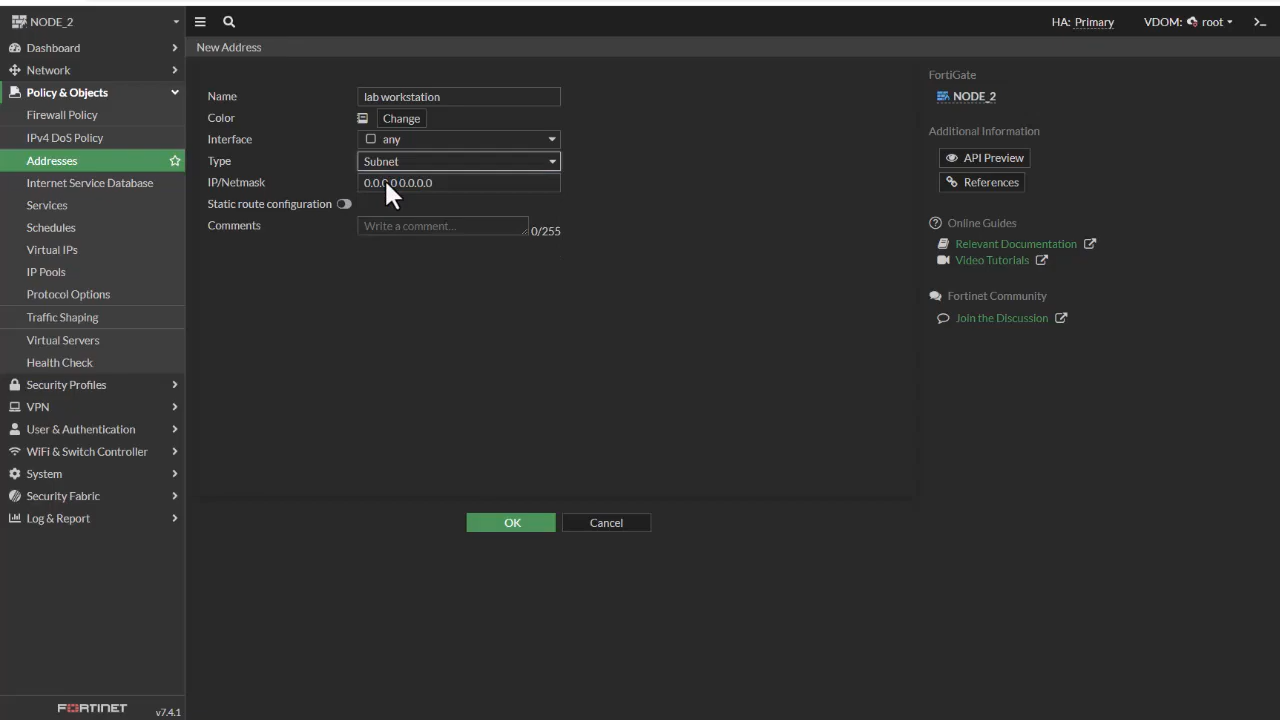 NODE_2
HA: Primary
VDOM: root
>_
Dashboard
Network
Policy & Objects
Firewall Policy
IPv4 DoS Policy
Addresses
Internet Service Database
Services
Schedules
Virtual IPs
IP Pools
Protocol Options
Traffic Shaping
Virtual Servers
Health Check
Security Profiles
VPN
User & Authentication
WiFi & Switch Controller
System
Security Fabric
Log & Report
FORTINET
v7.4.1
New Address
Name lab workstation
Color Change
Interface any
Type Subnet
IP/Netmask 0.0.0.0 0.0.0.0
Static route configuration
Comments Write a comment... 0/255
OK Cancel
FortiGate
NODE_2
Additional Information
API Preview
References
Online Guides
Relevant Documentation
Video Tutorials
Fortinet Community
Join the Discussion